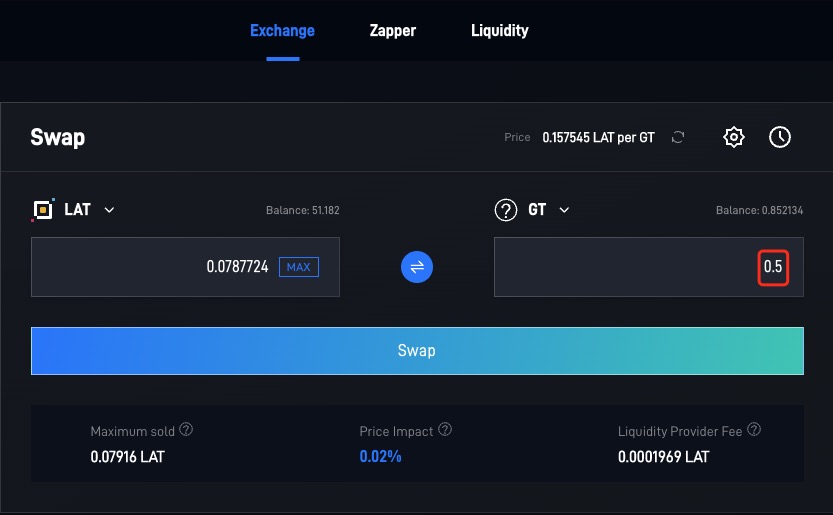 Exchange Zapper Liquidity
Swap Price 0.157545 LAT per GT
LAT Balance: 51.182 ? GT Balance: 0.852134
0.0787724 MAX 0.5
Swap
Maximum sold ? Price Impact ? Liquidity Provider Fee ?
0.07916 LAT 0.02% 0.0001969 LAT